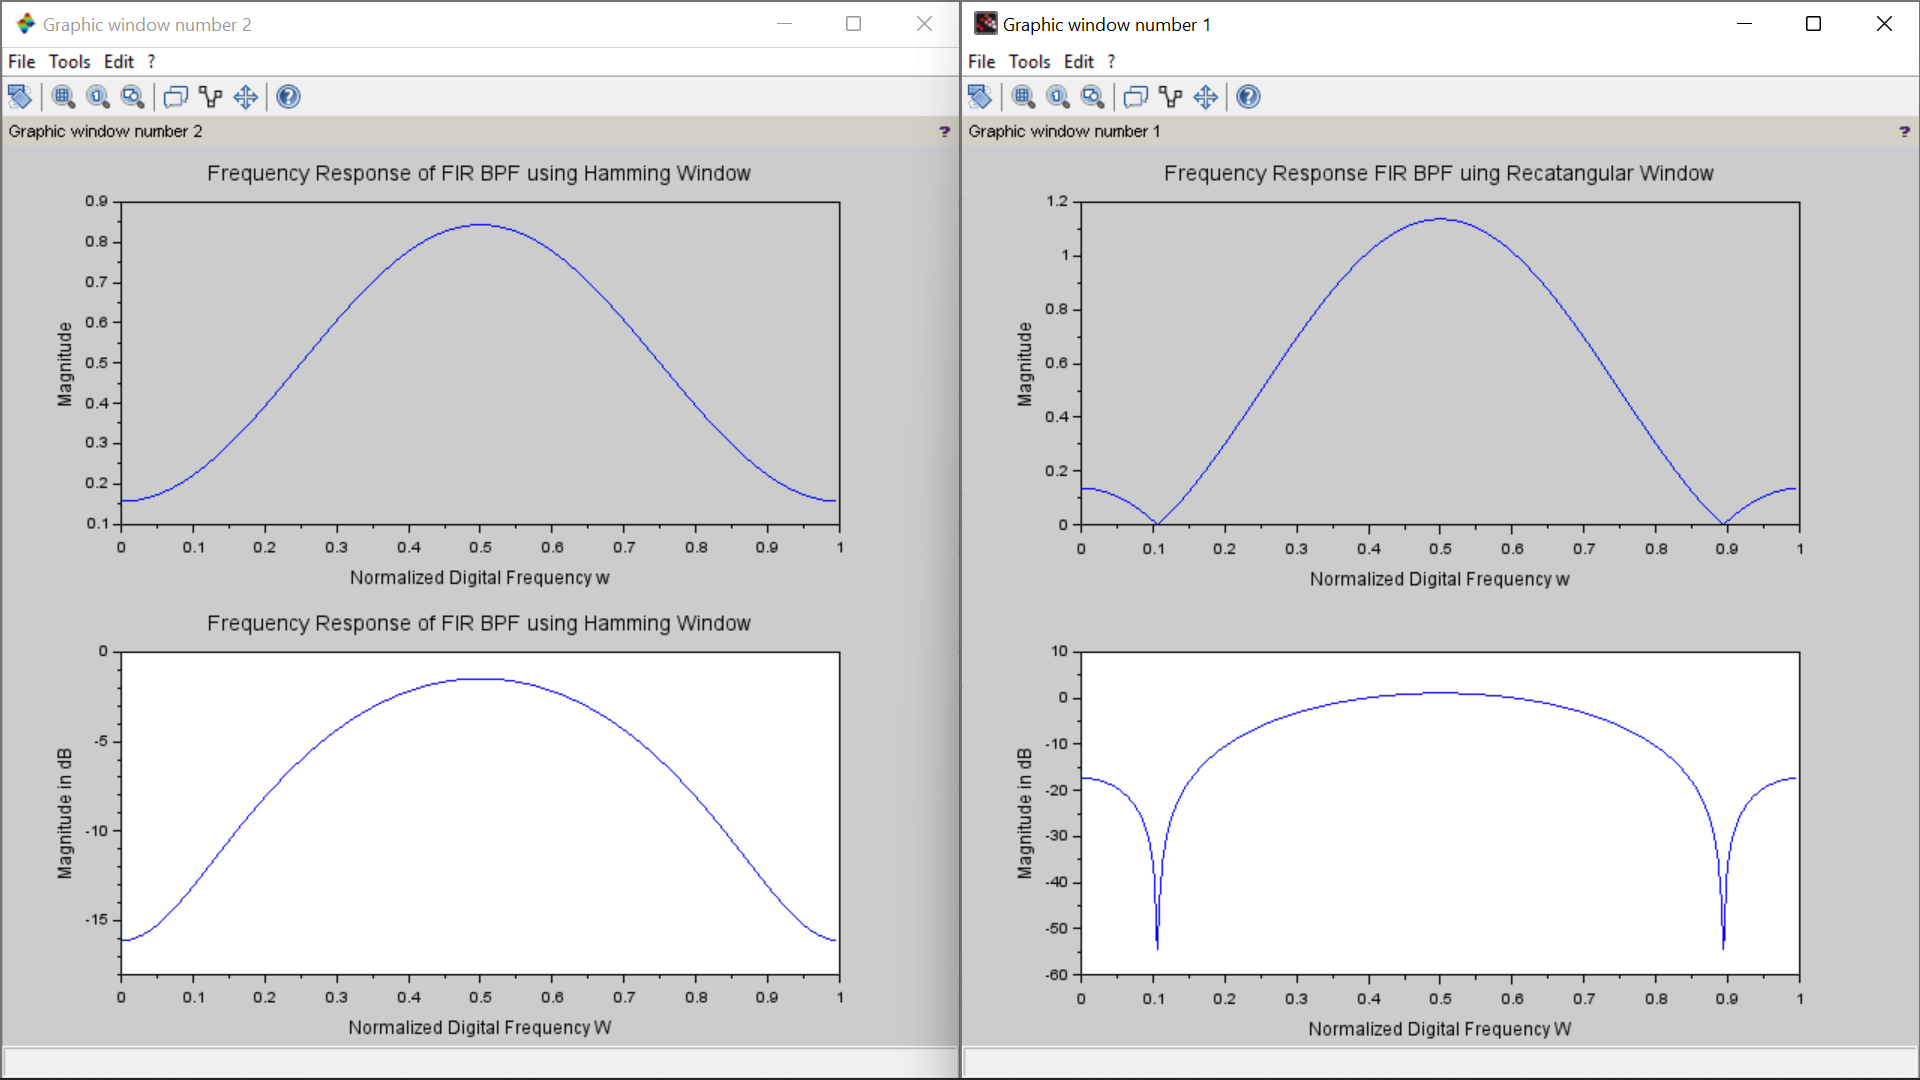 Graphic window number 2
File Tools Edit ?
Graphic window number 2 ?
Frequency Response of FIR BPF using Hamming Window
0.9
0.8
0.7
0.6
0.5
0.4
0.3
0.2
0.1
Magnitude
0 0.1 0.2 0.3 0.4 0.5 0.6 0.7 0.8 0.9 1
Normalized Digital Frequency w
Frequency Response of FIR BPF using Hamming Window
0
-5
-10
-15
Magnitude in dB
0 0.1 0.2 0.3 0.4 0.5 0.6 0.7 0.8 0.9 1
Normalized Digital Frequency W
Graphic window number 1
File Tools Edit ?
Graphic window number 1 ?
Frequency Response FIR BPF uing Recatangular Window
1.2
1
0.8
0.6
0.4
0.2
0
Magnitude
0 0.1 0.2 0.3 0.4 0.5 0.6 0.7 0.8 0.9 1
Normalized Digital Frequency w
10
0
-10
-20
-30
-40
-50
-60
Magnitude in dB
0 0.1 0.2 0.3 0.4 0.5 0.6 0.7 0.8 0.9 1
Normalized Digital Frequency W